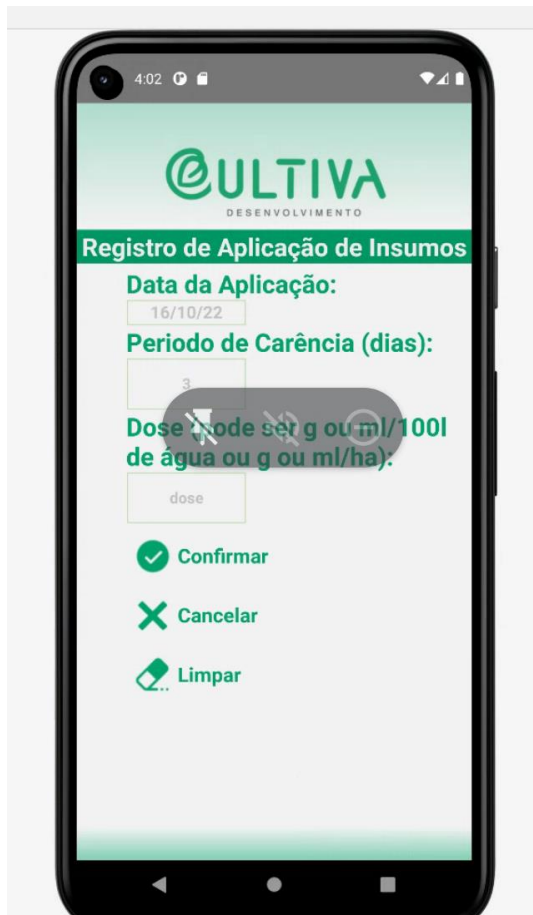 4:02
CULTIVA
DESENVOLVIMENTO
Registro de Aplicação de Insumos
Data da Aplicação:
16/10/22
Periodo de Carência (dias):
3
Dose (pode ser g ou ml/100l
de água ou g ou ml/ha):
dose
Confirmar
Cancelar
Limpar